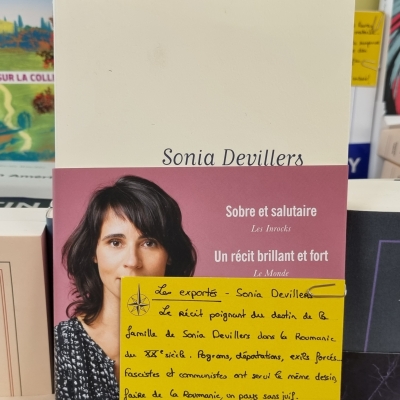 SUR LA COLLI
Sonia Devillers
Sobre et salutaire
Les Inrocks
Un récit brillant et fort
Le Monde
Les exportés - Sonia Devillers
Le récit poignant du destin de la
famille de Sonia Devillers dans la Roumanie
du XXe siècle. Pogroms, déportations, exils forcés...
Fascistes et communistes ont servi le même dessein,
faire de la Roumanie, un pays sans juif.